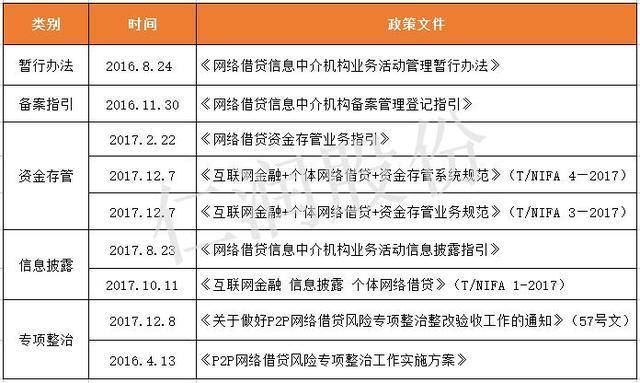 类别 时间 政策文件
暂行办法 2016.8.24 《网络借贷信息中介机构业务活动管理暂行办法》
备案指引 2016.11.30 《网络借贷信息中介机构备案管理登记指引》
资金存管 2017.2.22 《网络借贷资金存管业务指引》
2017.12.7 《互联网金融+个体网络借贷+资金存管系统规范》（T/NIFA 4—2017）
2017.12.7 《互联网金融+个体网络借贷+资金存管业务规范》（T/NIFA 3—2017）
信息披露 2017.8.23 《网络借贷信息中介机构业务活动信息披露指引》
2017.10.11 《互联网金融 信息披露 个体网络借贷》（T/NIFA 1-2017）
专项整治 2017.12.8 《关于做好P2P网络借贷风险专项整治整改验收工作的通知》（57号文）
2016.4.13 《P2P网络借贷风险专项整治工作实施方案》
仁润股份